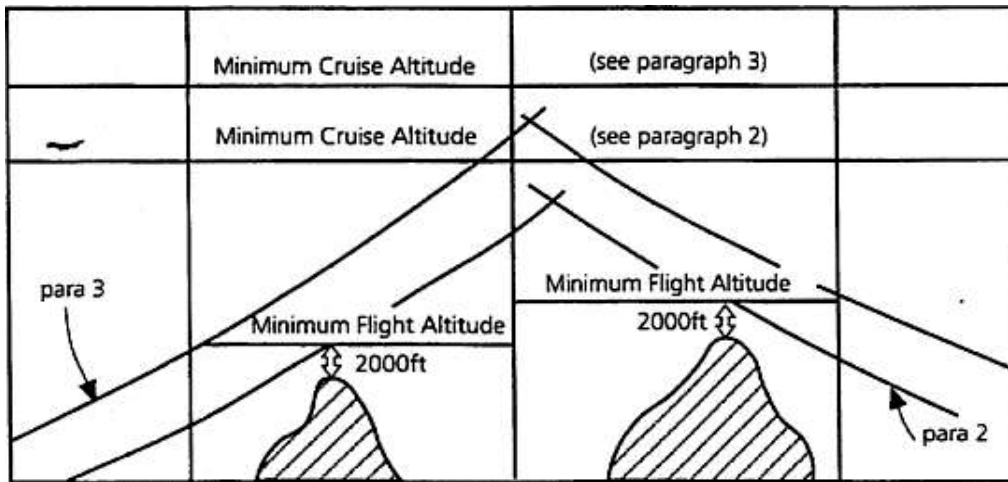 Minimum Cruise Altitude (see paragraph 3)
Minimum Cruise Altitude (see paragraph 2)
para 3
Minimum Flight Altitude
2000ft
Minimum Flight Altitude
2000ft
para 2